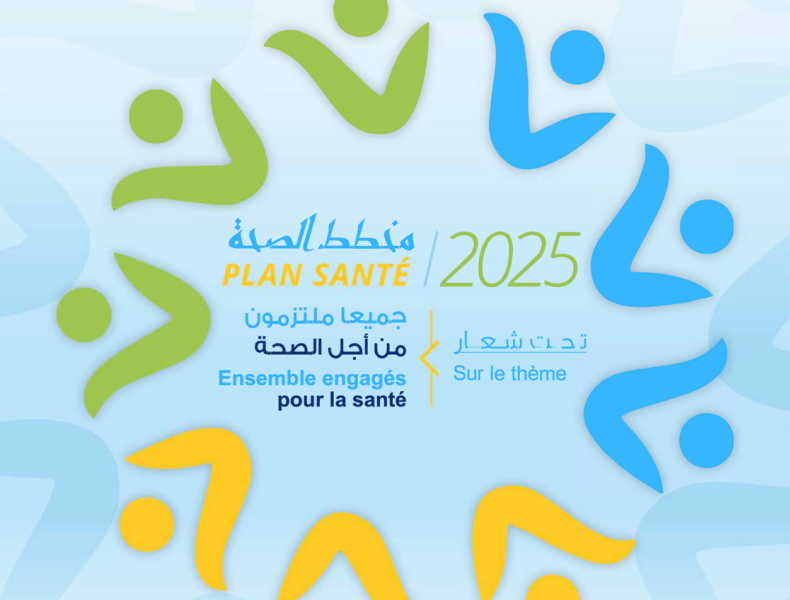 مخطط الصحة
PLAN SANTÉ
2025
تحت شعار
Sur le thème
جميعا ملتزمون
من أجل الصحة
Ensemble engagés
pour la santé